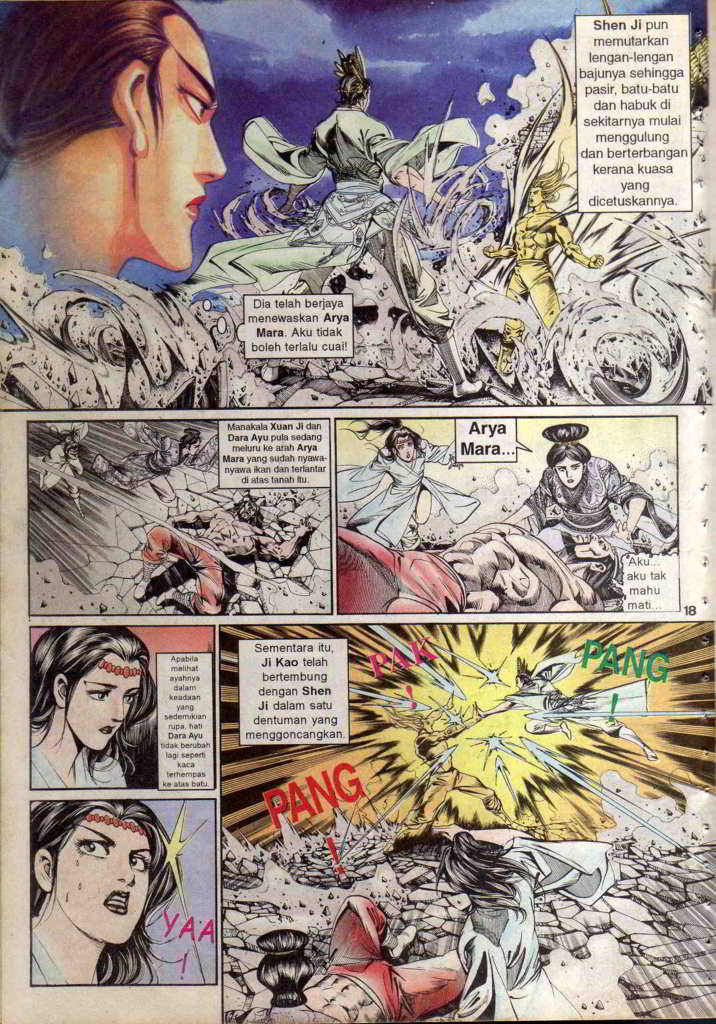 Shen Ji pun
memutarkan
lengan-lengan
bajunya sehingga
pasir, batu-batu
dan habuk di
sekitarnya mulai
menggulung
dan berterbangan
kerana kuasa
yang
dicetuskannya.
Dia telah berjaya
menewaskan Arya
Mara. Aku tidak
boleh terlalu cuai!
Manakala Xuan Ji dan
Dara Ayu pula sedang
meluru ke arah Arya
Mara yang sudah nyawa-
nyawa ikan dan terlantar
di atas tanah itu.
Arya
Mara...
Aku...
aku tak
mahu
mati...
18
Apabila
melihat
ayahnya
dalam
keadaan
yang
sedemikian
rupa, hati
Dara Ayu
tidak berubah
lagi seperti
kaca
terhempas
ke atas batu.
Sementara itu,
Ji Kao telah
bertembung
dengan Shen
Ji dalam satu
dentuman yang
menggoncangkan.
PAK
!
PANG
!
PANG
!
YAA
!